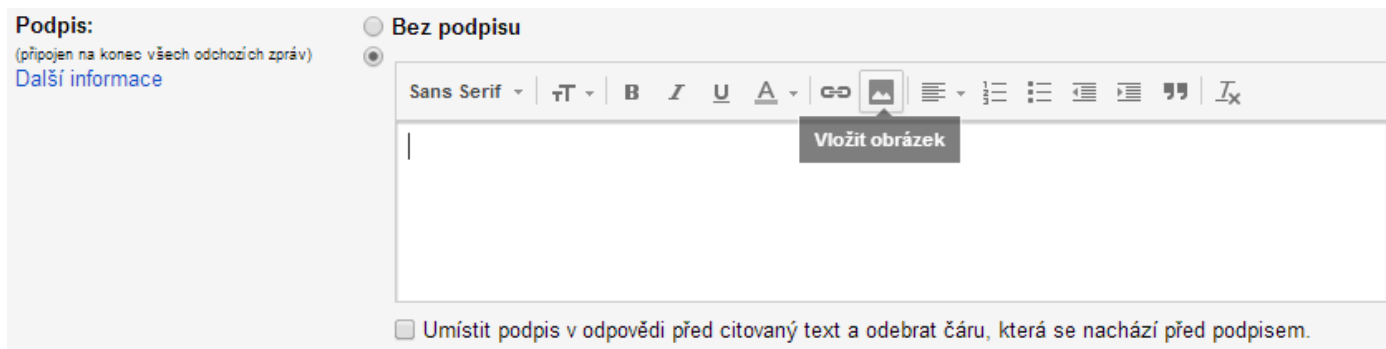 Podpis:
(připojen na konec všech odchozích zpráv)
Další informace
Bez podpisu
Sans Serif
Vložit obrázek
Umístit podpis v odpovědi před citovaný text a odebrat čáru, která se nachází před podpisem.